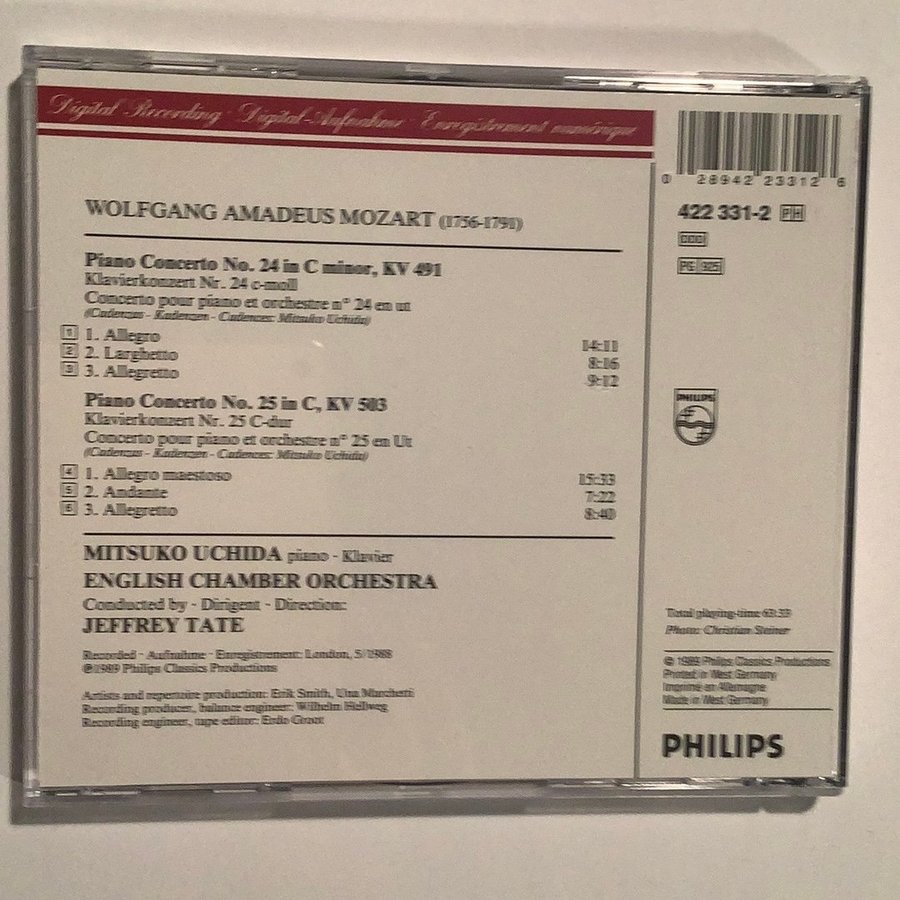 Digital Recording · Digital-Aufnahme · Enregistrement numérique
WOLFGANG AMADEUS MOZART (1756-1791)
Piano Concerto No. 24 in C minor, KV 491
Klavierkonzert Nr. 24 c-moll
Concerto pour piano et orchestre n° 24 en ut
(Cadenzas - Kadenzen - Cadences: Mitsuko Uchida)
1 1. Allegro 14:11
2 2. Larghetto 8:16
3 3. Allegretto 9:12
Piano Concerto No. 25 in C, KV 503
Klavierkonzert Nr. 25 C-dur
Concerto pour piano et orchestre n° 25 en Ut
(Cadenzas - Kadenzen - Cadences: Mitsuko Uchida)
4 1. Allegro maestoso 15:33
5 2. Andante 7:22
6 3. Allegretto 8:40
MITSUKO UCHIDA piano - Klavier
ENGLISH CHAMBER ORCHESTRA
Conducted by - Dirigent - Direction:
JEFFREY TATE
Recorded · Aufnahme · Enregistrement: London, 5/1988
℗1989 Philips Classics Productions
Artists and repertoire production: Erik Smith, Una Marchetti
Recording producer, balance engineer: Wilhelm Hellweg
Recording engineer, tape editor: Erdo Groot
0 28942 23312 6
422 331-2 PH
DDD
PG 925
PHILIPS
Total playing-time 63:33
Photo: Christian Steiner
© 1989 Philips Classics Productions
Printed in West Germany
Imprimé en Allemagne
Made in West Germany
PHILIPS